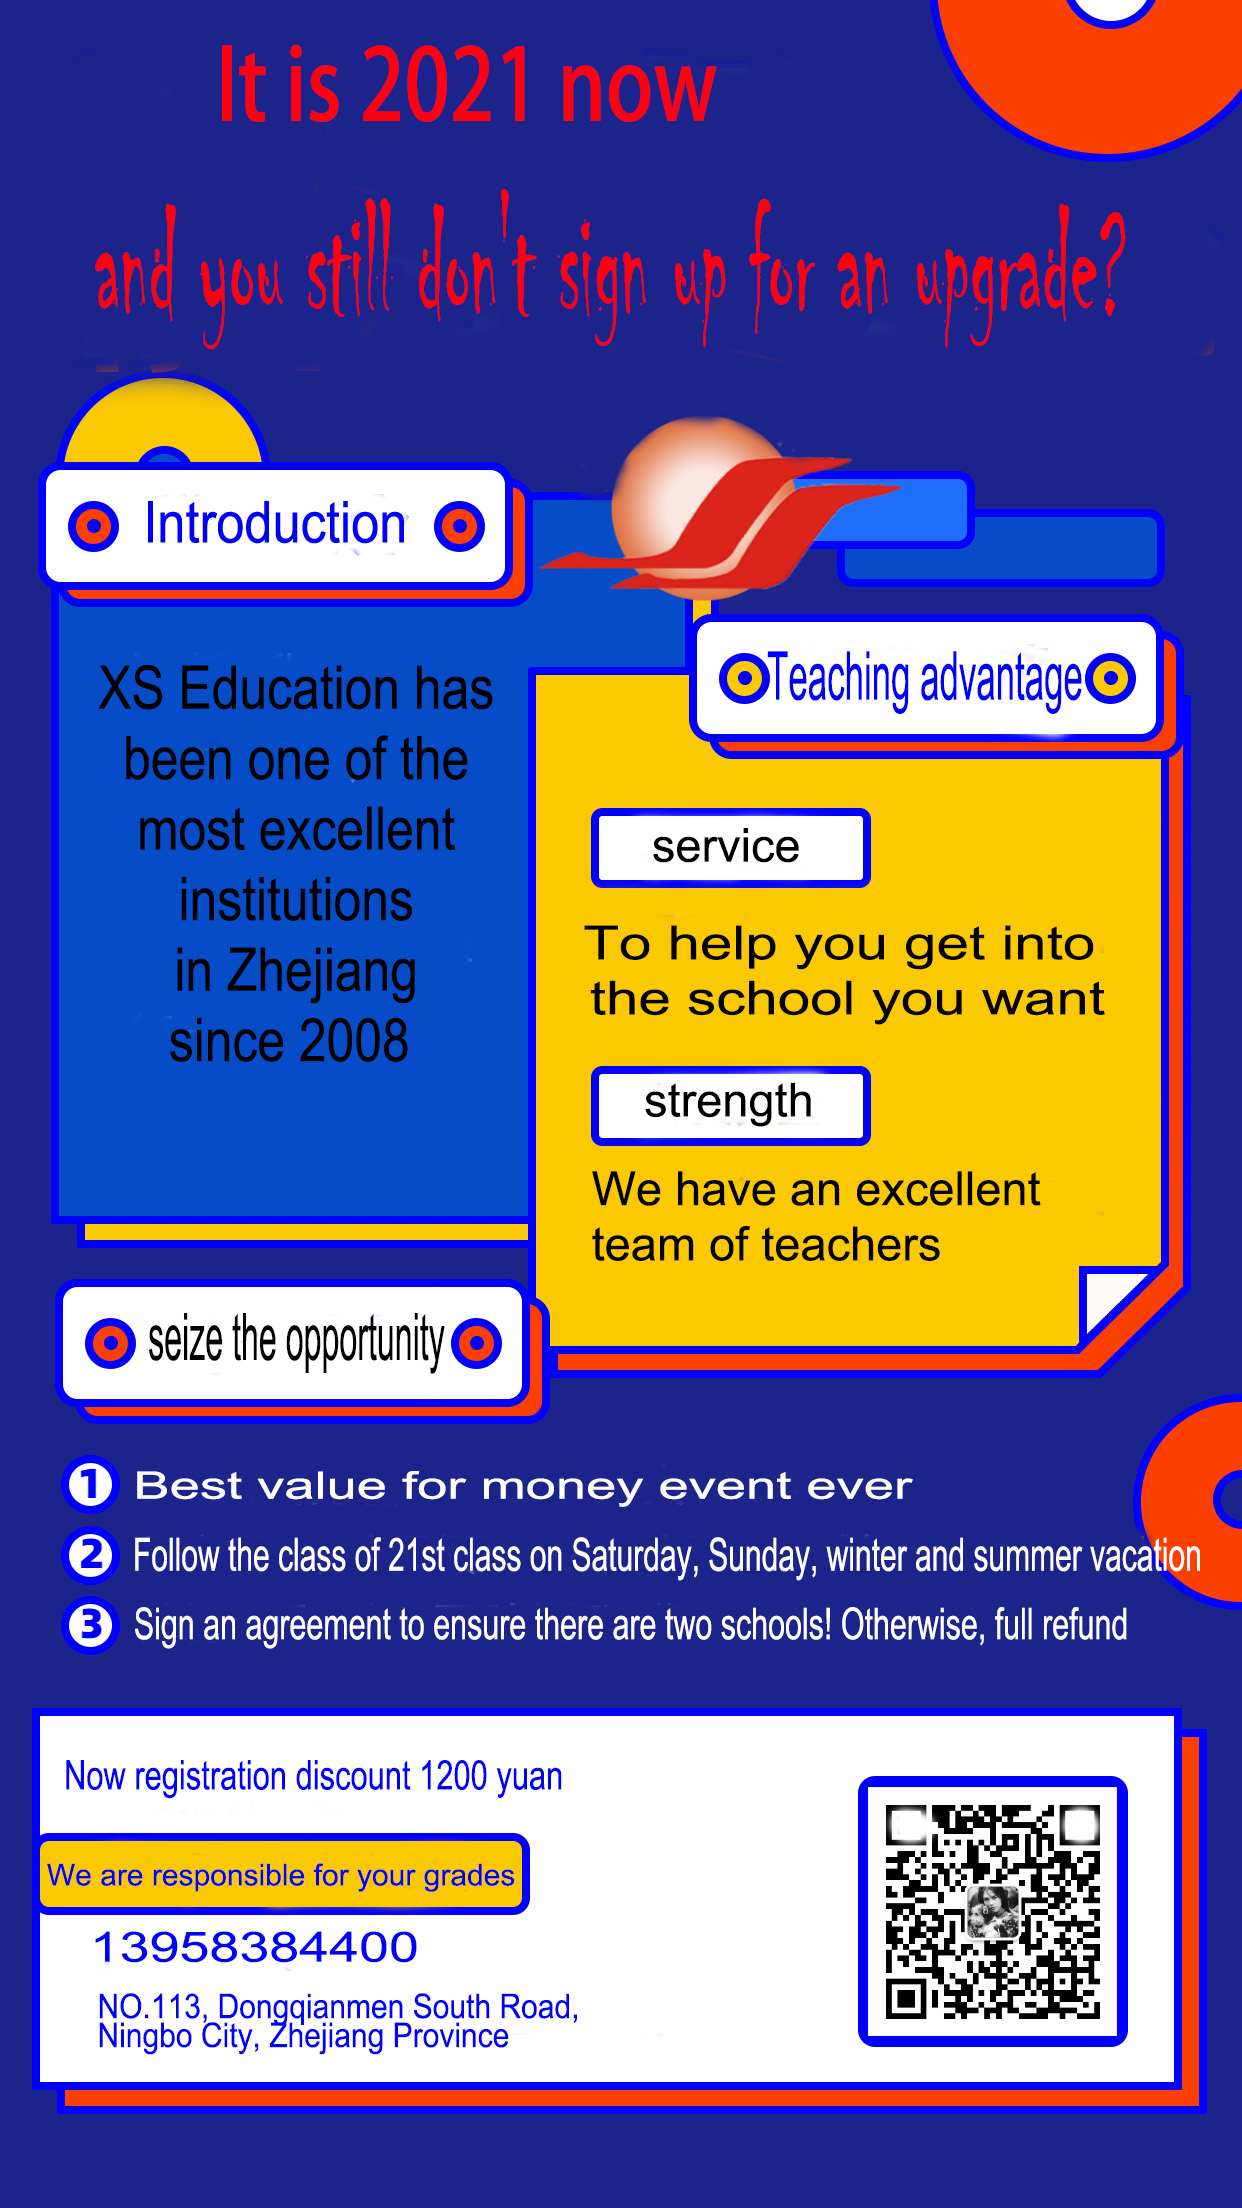 It is 2021 now
and you still don't sign up for an upgrade?
Introduction
XS Education has
been one of the
most excellent
institutions
in Zhejiang
since 2008
Teaching advantage
service
To help you get into
the school you want
strength
We have an excellent
team of teachers
seize the opportunity
1 Best value for money event ever
2 Follow the class of 21st class on Saturday, Sunday, winter and summer vacation
3 Sign an agreement to ensure there are two schools! Otherwise, full refund
Now registration discount 1200 yuan
We are responsible for your grades
13958384400
NO.113, Dongqianmen South Road,
Ningbo City, Zhejiang Province